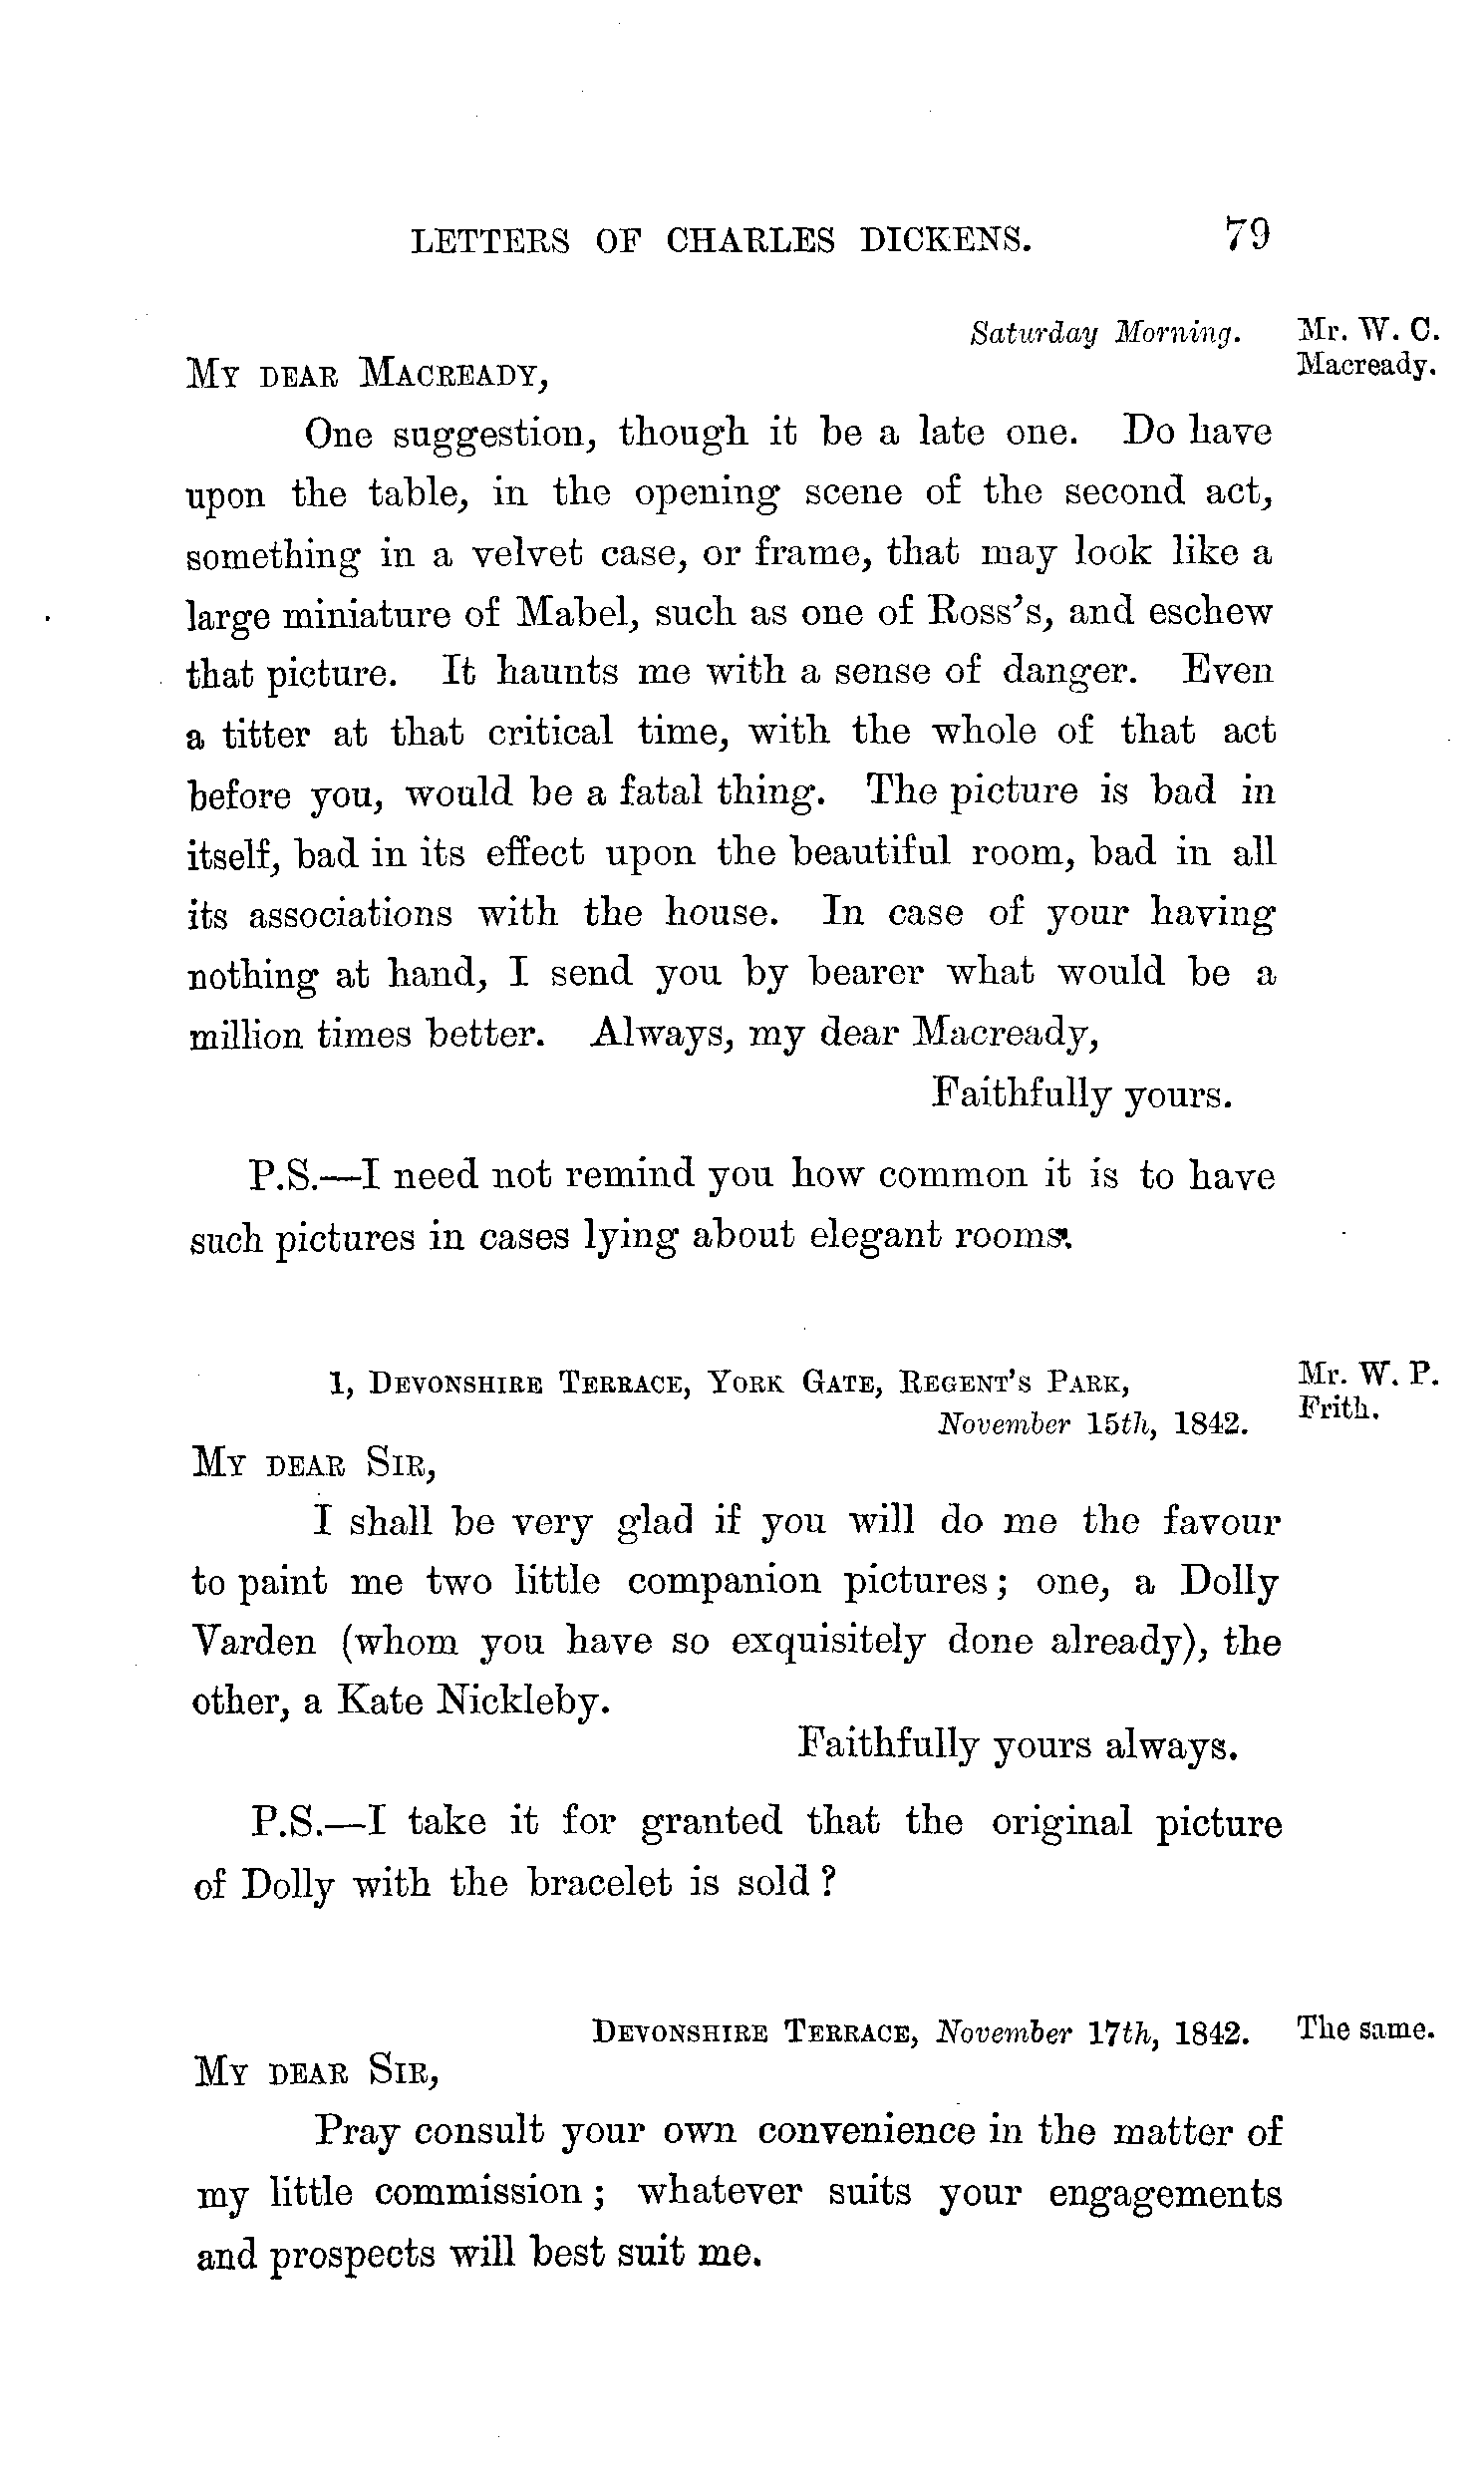 LETTERS OF CHARLES DICKENS. 79
Saturday Morning. Mr. W. C.
Macready.
MY DEAR MACREADY,
One suggestion, though it be a late one. Do have
upon the table, in the opening scene of the second act,
something in a velvet case, or frame, that may look like a
large miniature of Mabel, such as one of Ross's, and eschew
that picture. It haunts me with a sense of danger. Even
a titter at that critical time, with the whole of that act
before you, would be a fatal thing. The picture is bad in
itself, bad in its effect upon the beautiful room, bad in all
its associations with the house. In case of your having
nothing at hand, I send you by bearer what would be a
million times better. Always, my dear Macready,
Faithfully yours.
P.S.—I need not remind you how common it is to have
such pictures in cases lying about elegant rooms.
1, DEVONSHIRE TERRACE, YORK GATE, REGENT'S PARK, Mr. W. P.
November 15th, 1842. Frith.
MY DEAR SIR,
I shall be very glad if you will do me the favour
to paint me two little companion pictures; one, a Dolly
Varden (whom you have so exquisitely done already), the
other, a Kate Nickleby.
Faithfully yours always.
P.S.—I take it for granted that the original picture
of Dolly with the bracelet is sold?
DEVONSHIRE TERRACE, November 17th, 1842. The same.
MY DEAR SIR,
Pray consult your own convenience in the matter of
my little commission; whatever suits your engagements
and prospects will best suit me.